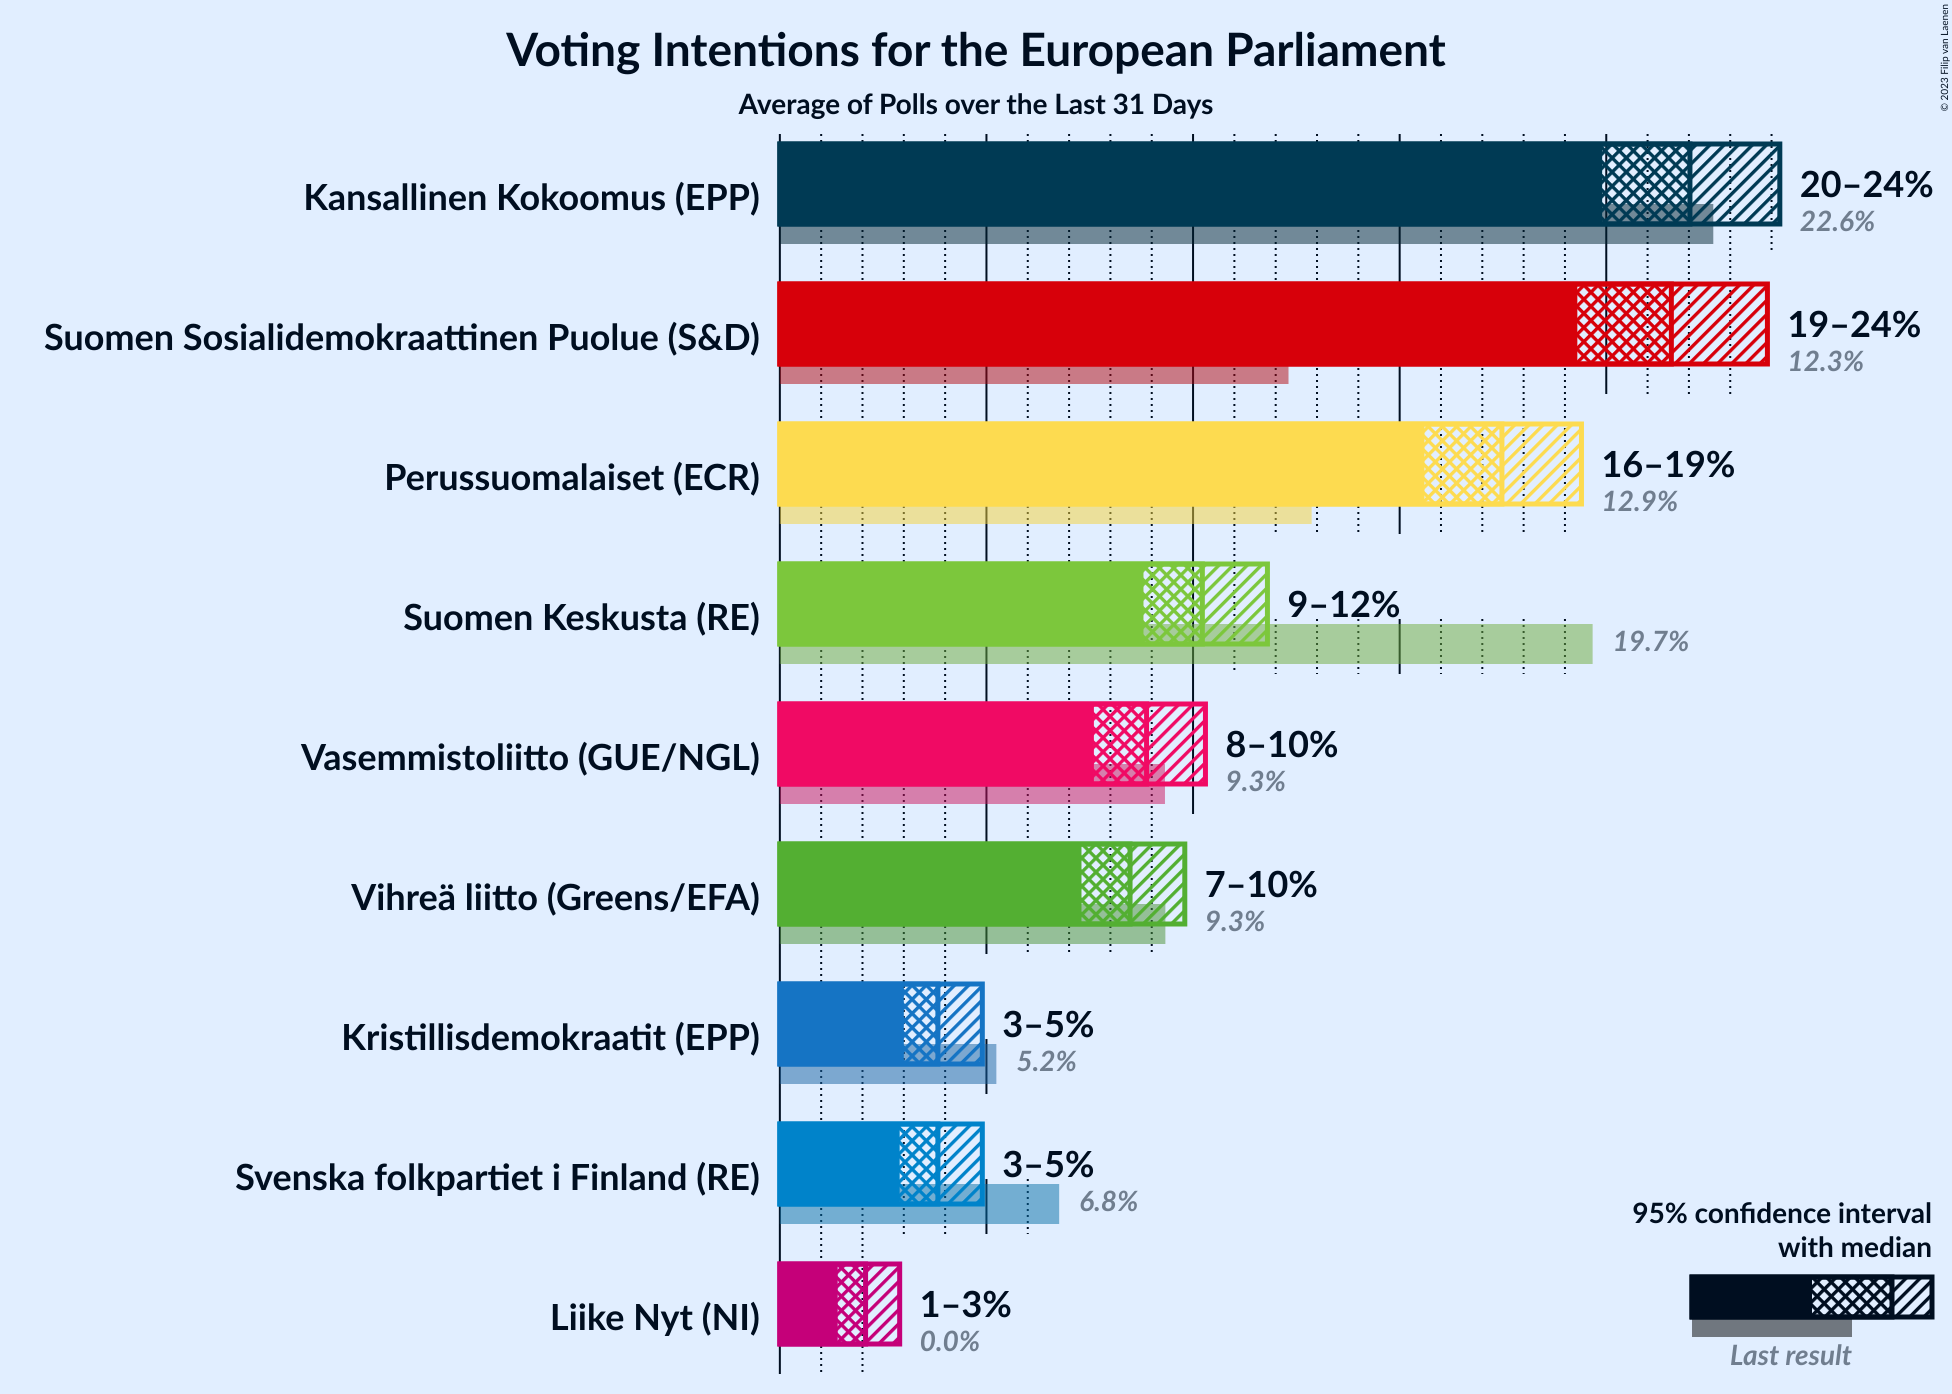 Voting Intentions for the European Parliament
Average of Polls over the Last 31 Days
© 2023 Filip van Laenen
Kansallinen Kokoomus (EPP)
20–24%
22.6%
Suomen Sosialidemokraattinen Puolue (S&D)
19–24%
12.3%
Perussuomalaiset (ECR)
16–19%
12.9%
Suomen Keskusta (RE)
9–12%
19.7%
Vasemmistoliitto (GUE/NGL)
8–10%
9.3%
Vihreä liitto (Greens/EFA)
7–10%
9.3%
Kristillisdemokraatit (EPP)
3–5%
5.2%
Svenska folkpartiet i Finland (RE)
3–5%
6.8%
Liike Nyt (NI)
1–3%
0.0%
95% confidence interval
with median
Last result